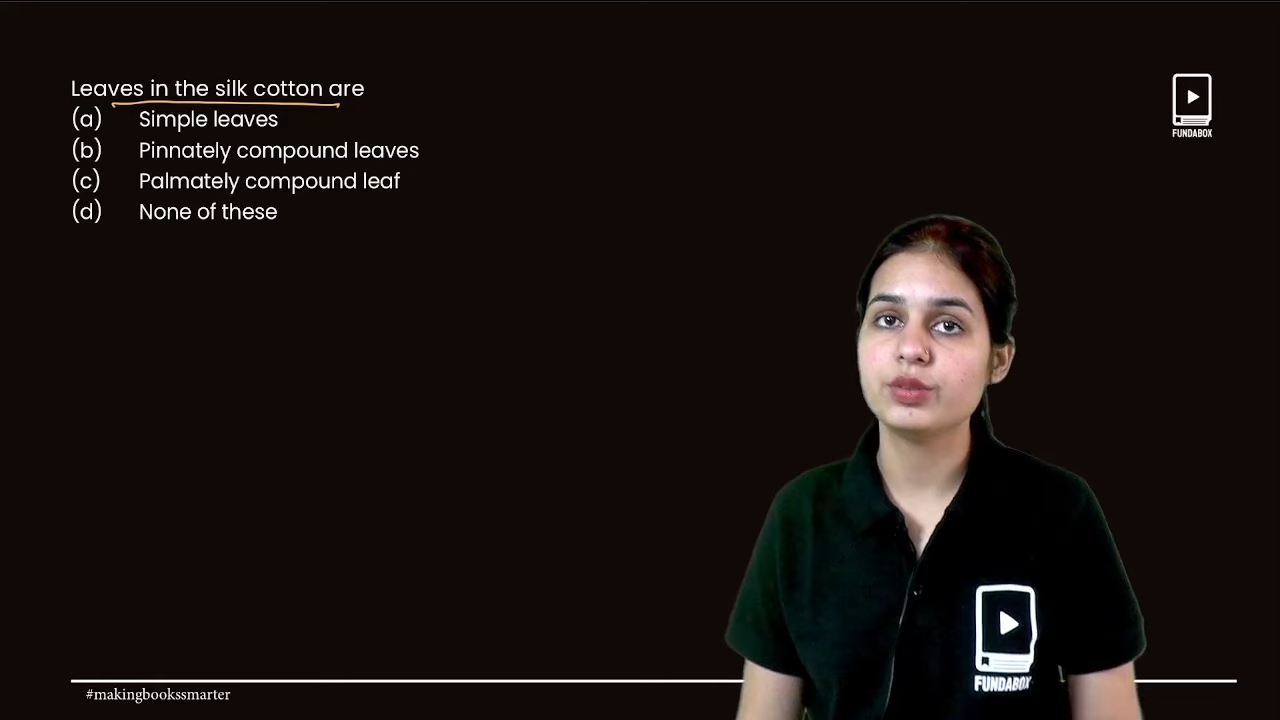 Leaves in the silk cotton are
(a) Simple leaves
(b) Pinnately compound leaves
(c) Palmately compound leaf
(d) None of these
FUNDABOX
FUNDABOX
#makingbookssmarter